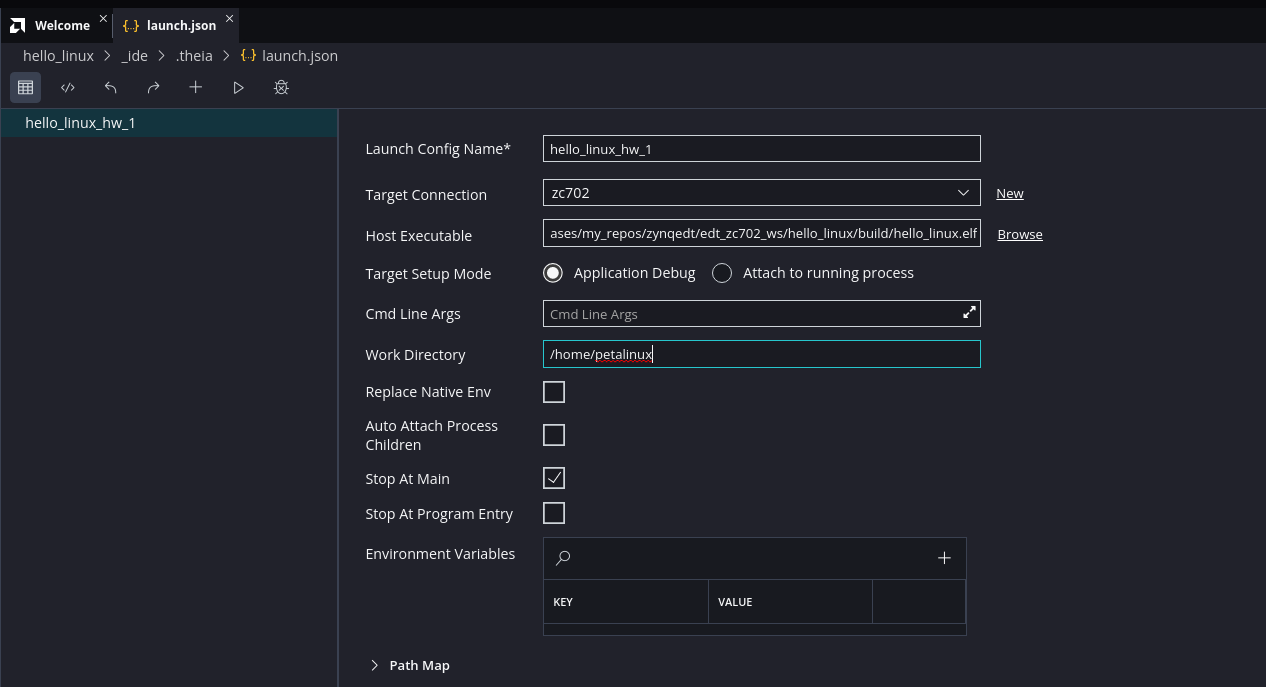 Welcome
launch.json
hello_linux > _ide > .theia > {..} launch.json
hello_linux_hw_1
Launch Config Name* hello_linux_hw_1
Target Connection zc702 New
Host Executable ases/my_repos/zynqedt/edt_zc702_ws/hello_linux/build/hello_linux.elf Browse
Target Setup Mode Application Debug Attach to running process
Cmd Line Args Cmd Line Args
Work Directory /home/petalinux
Replace Native Env
Auto Attach Process
Children
Stop At Main
Stop At Program Entry
Environment Variables
KEY VALUE
Path Map